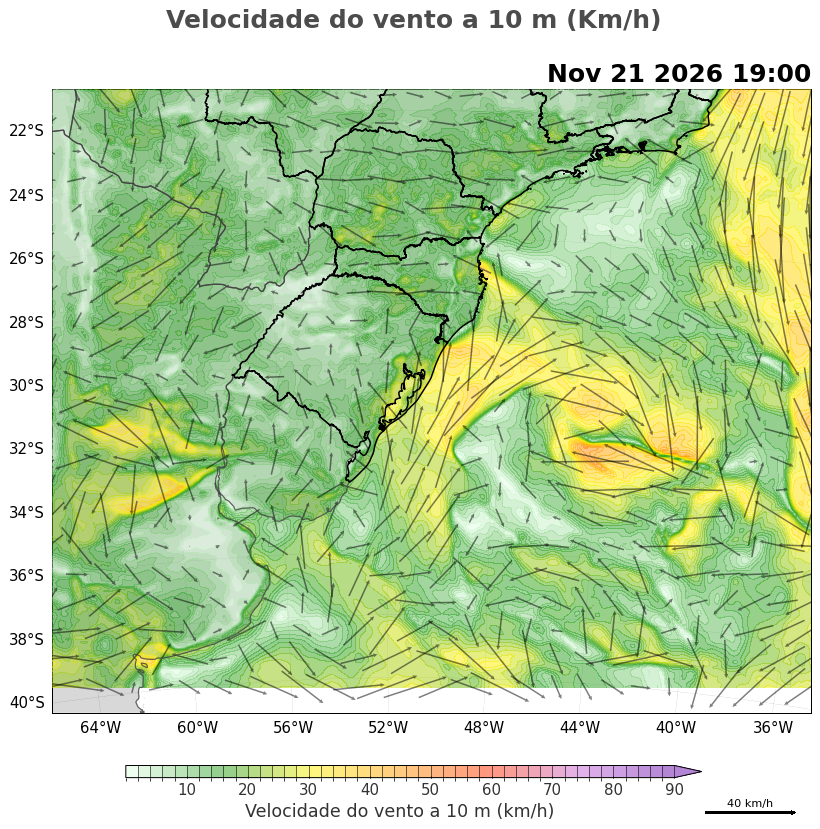 Velocidade do vento a 10 m (Km/h)
Nov 21 2026 19:00
22°S
24°S
26°S
28°S
30°S
32°S
34°S
36°S
38°S
40°S
64°W 60°W 56°W 52°W 48°W 44°W 40°W 36°W
10 20 30 40 50 60 70 80 90
Velocidade do vento a 10 m (km/h)
40 km/h